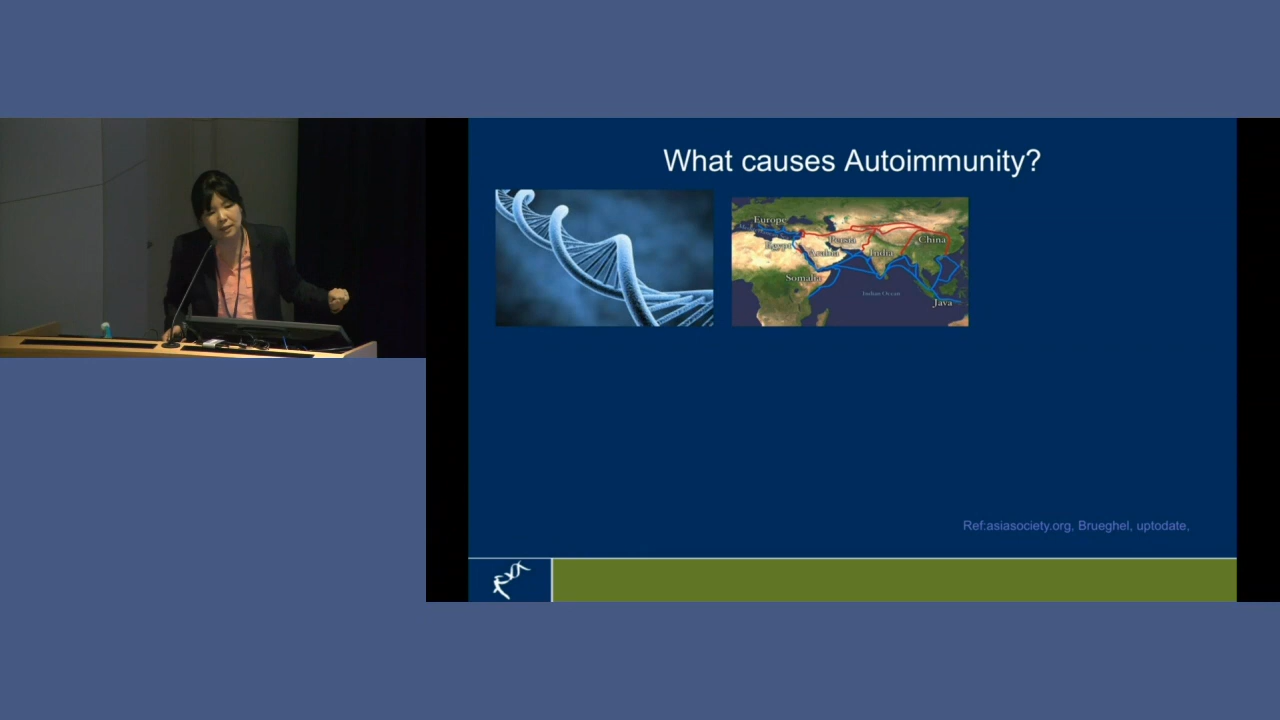 What causes Autoimmunity?
Europe
Egypt
Persia
Arabia
Somalia
India
China
Indian Ocean
Java
Ref:asiasociety.org, Brueghel, uptodate,